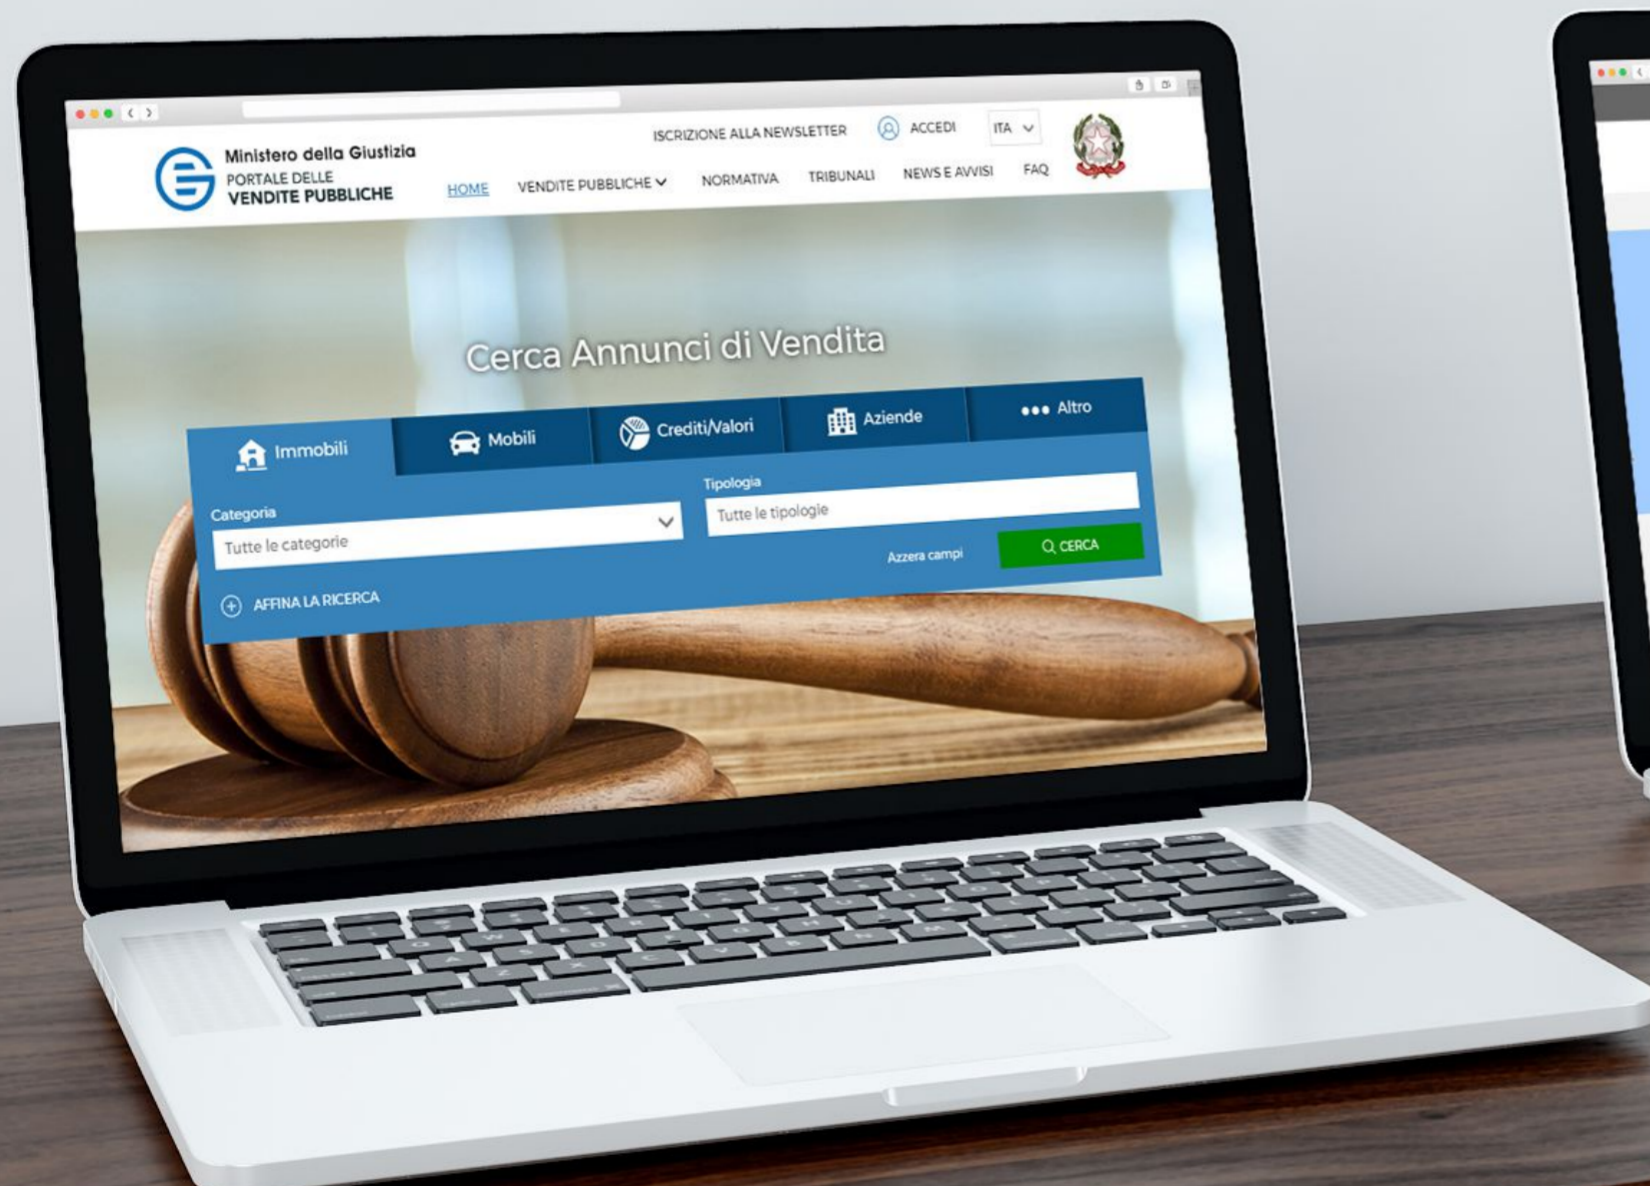 ISCRIZIONE ALLA NEWSLETTER ACCEDI ITA
Ministero della Giustizia
PORTALE DELLE
VENDITE PUBBLICHE
HOME VENDITE PUBBLICHE NORMATIVA TRIBUNALI NEWS E AVVISI FAQ
Cerca Annunci di Vendita
Immobili Mobili Crediti/Valori Aziende Altro
Categoria Tipologia
Tutte le categorie Tutte le tipologie
AFFINA LA RICERCA Azzera campi CERCA